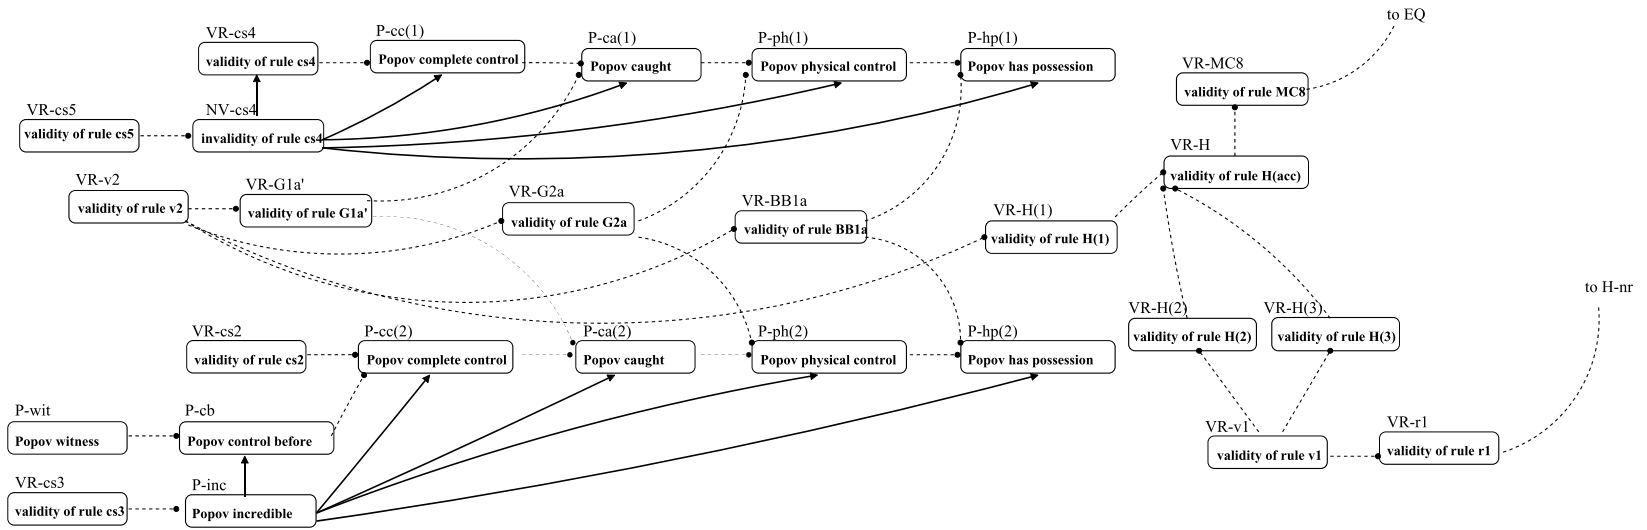 to EQ
VR-cs4
validity of rule cs4
P-cc(1)
Popov complete control
P-ca(1)
Popov caught
P-ph(1)
Popov physical control
P-hp(1)
Popov has possession
VR-MC8
validity of rule MC8
VR-cs5
validity of rule cs5
NV-cs4
invalidity of rule cs4
VR-H
validity of rule H(acc)
VR-v2
validity of rule v2
VR-G1a'
validity of rule G1a'
VR-G2a
validity of rule G2a
VR-BB1a
validity of rule BB1a
VR-H(1)
validity of rule H(1)
to H-nr
VR-H(2)
validity of rule H(2)
VR-H(3)
validity of rule H(3)
VR-cs2
validity of rule cs2
P-cc(2)
Popov complete control
P-ca(2)
Popov caught
P-ph(2)
Popov physical control
P-hp(2)
Popov has possession
P-wit
Popov witness
P-cb
Popov control before
VR-v1
validity of rule v1
VR-r1
validity of rule r1
VR-cs3
validity of rule cs3
P-inc
Popov incredible